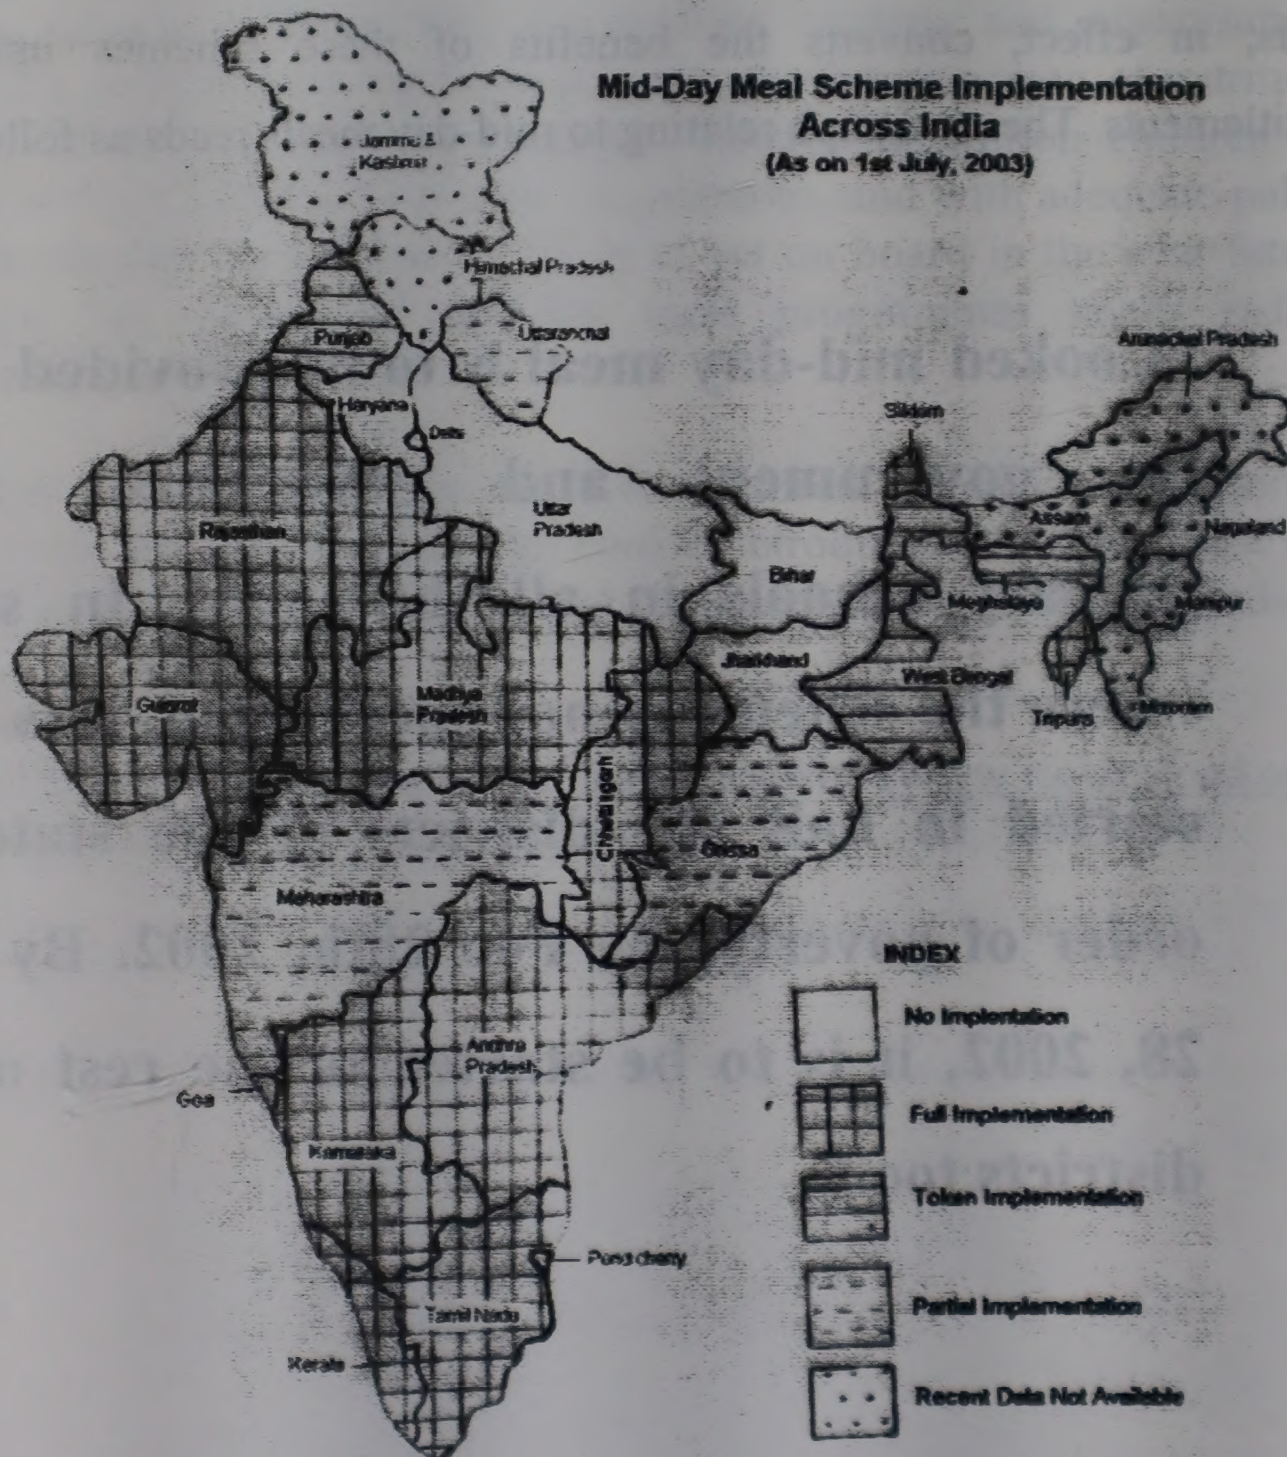 Mid-Day Meal Scheme Implementation
Across India
(As on 1st July, 2003)
Jammu &
Kashmir
Himachal Pradesh
Punjab
Uttaranchal
Haryana
Delhi
Arunachal Pradesh
Sikkim
Rajasthan
Uttar
Pradesh
Assam
Nagaland
Bihar
Meghalaya
Manipur
Jharkhand
West Bengal
Gujarat
Madhya
Pradesh
Tripura
Mizoram
Chhattisgarh
Orissa
Maharashtra
INDEX
No Implentation
Andhra
Pradesh
Goa
Full Implementation
Karnataka
Token Implementation
Pondicherry
Tamil Nadu
Partial Implementation
Kerala
Recent Data Not Available